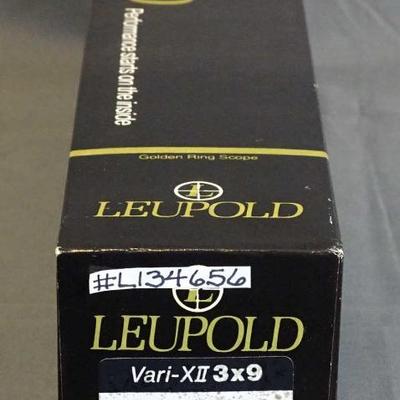 Performance starts on the inside
Golden Ring Scope
LEUPOLD
#L134656
LEUPOLD
Vari-XII 3x9